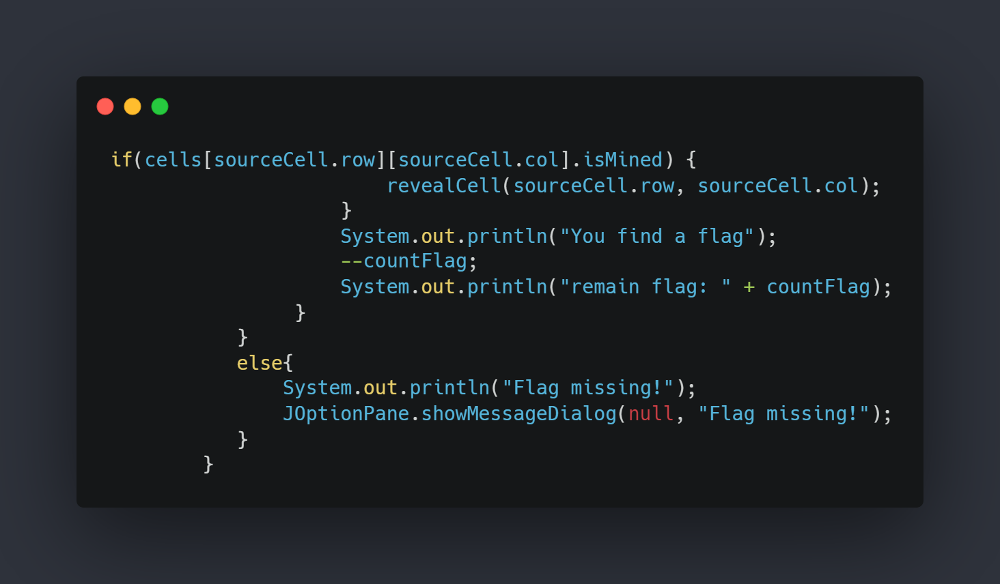 if(cells[sourceCell.row][sourceCell.col].isMined) {
                        revealCell(sourceCell.row, sourceCell.col);
                    }
                    System.out.println("You find a flag");
                    --countFlag;
                    System.out.println("remain flag: " + countFlag);
                }
           }
           else{
               System.out.println("Flag missing!");
               JOptionPane.showMessageDialog(null, "Flag missing!");
           }
        }